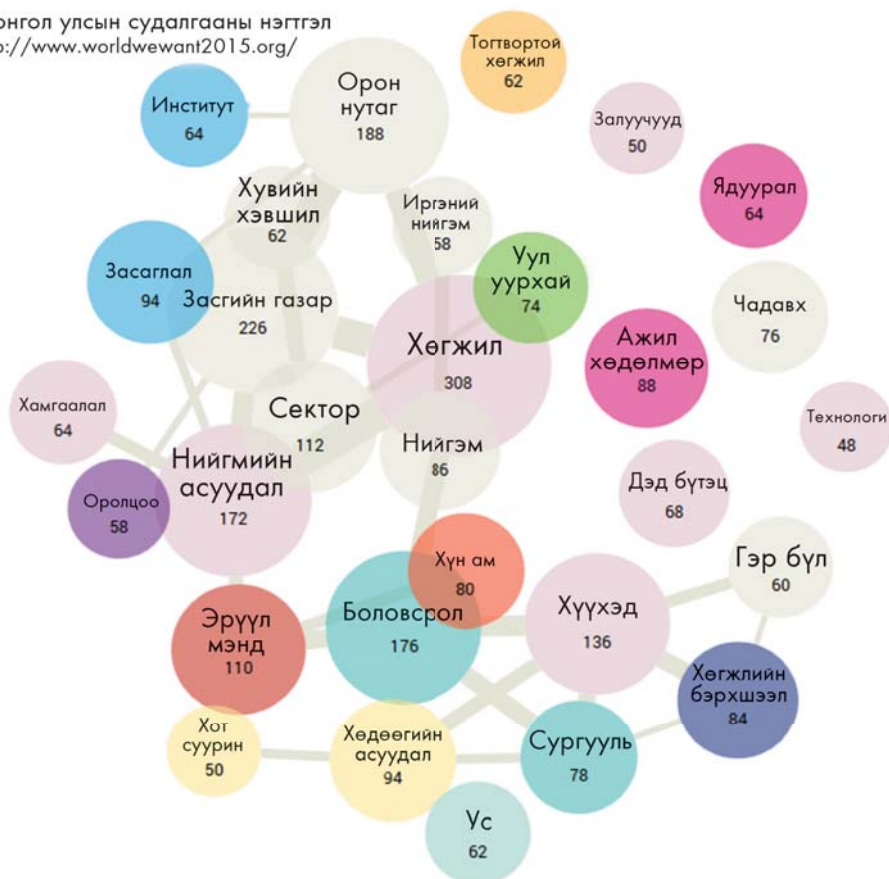 онгол улсын судалгааны нэгтгэл
://www.worldwewant2015.org/
Тогтвортой
хөгжил
62
Орон
нутаг
188
Институт
64
Залуучууд
50
Ядуурал
64
Хувийн
хэвшил
62
Иргэний
нийгэм
58
Уул
уурхай
74
Засаглал
94
Засгийн газар
226
Чадавх
76
Хөгжил
308
Ажил
хөдөлмөр
88
Хамгаалал
64
Сектор
112
Технологи
48
Нийгэм
86
Нийгмийн
асуудал
172
Дэд бүтэц
68
Оролцоо
58
Гэр бүл
60
Хүн ам
80
Эрүүл
мэнд
110
Боловсрол
176
Хүүхэд
136
Хөгжлийн
бэрхшээл
84
Хот
суурин
50
Хөдөөгийн
асуудал
94
Сургууль
78
Ус
62